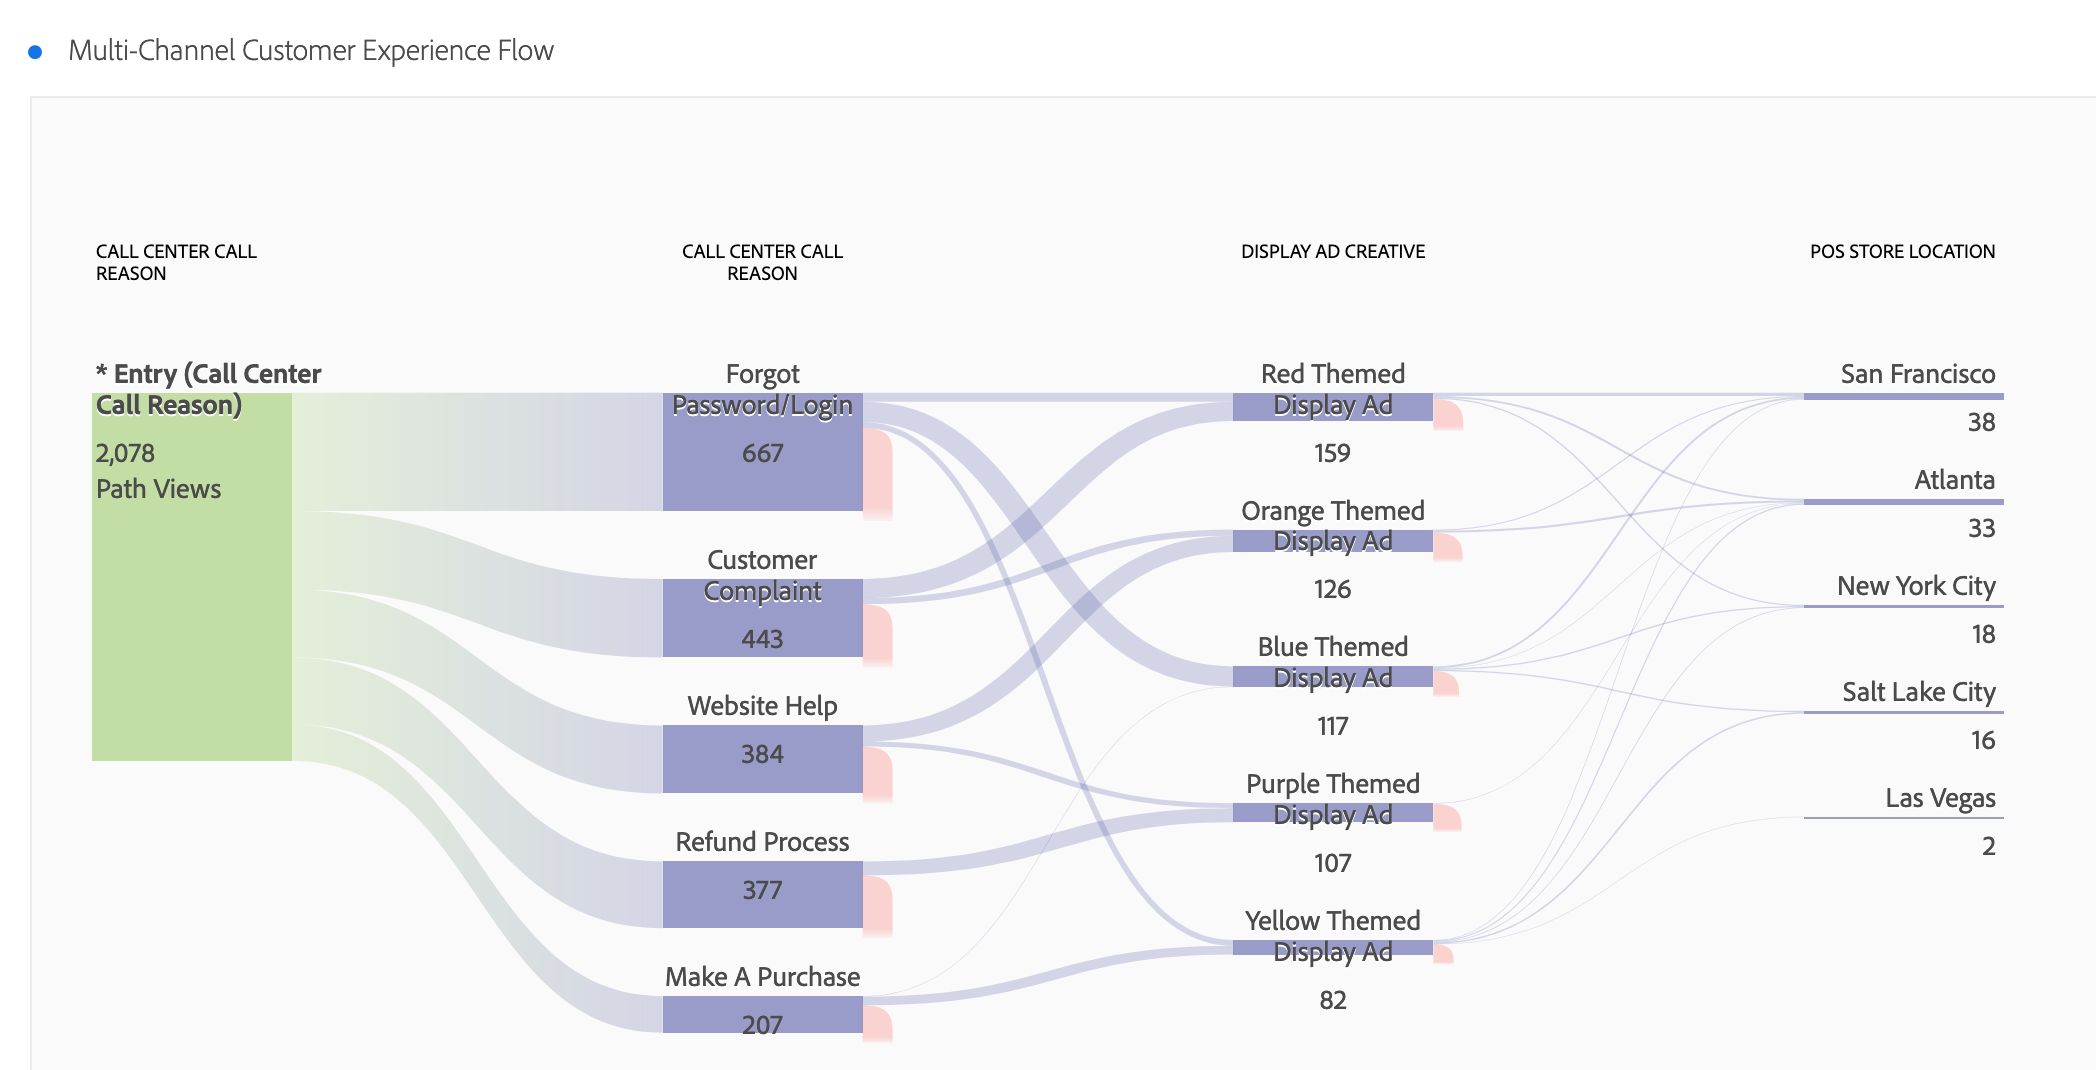 Multi-Channel Customer Experience Flow
CALL CENTER CALL
REASON
CALL CENTER CALL
REASON
DISPLAY AD CREATIVE
POS STORE LOCATION
* Entry (Call Center
Call Reason)
2,078
Path Views
Forgot
Password/Login
667
Customer
Complaint
443
Website Help
384
Refund Process
377
Make A Purchase
207
Red Themed
Display Ad
159
Orange Themed
Display Ad
126
Blue Themed
Display Ad
117
Purple Themed
Display Ad
107
Yellow Themed
Display Ad
82
San Francisco
38
Atlanta
33
New York City
18
Salt Lake City
16
Las Vegas
2